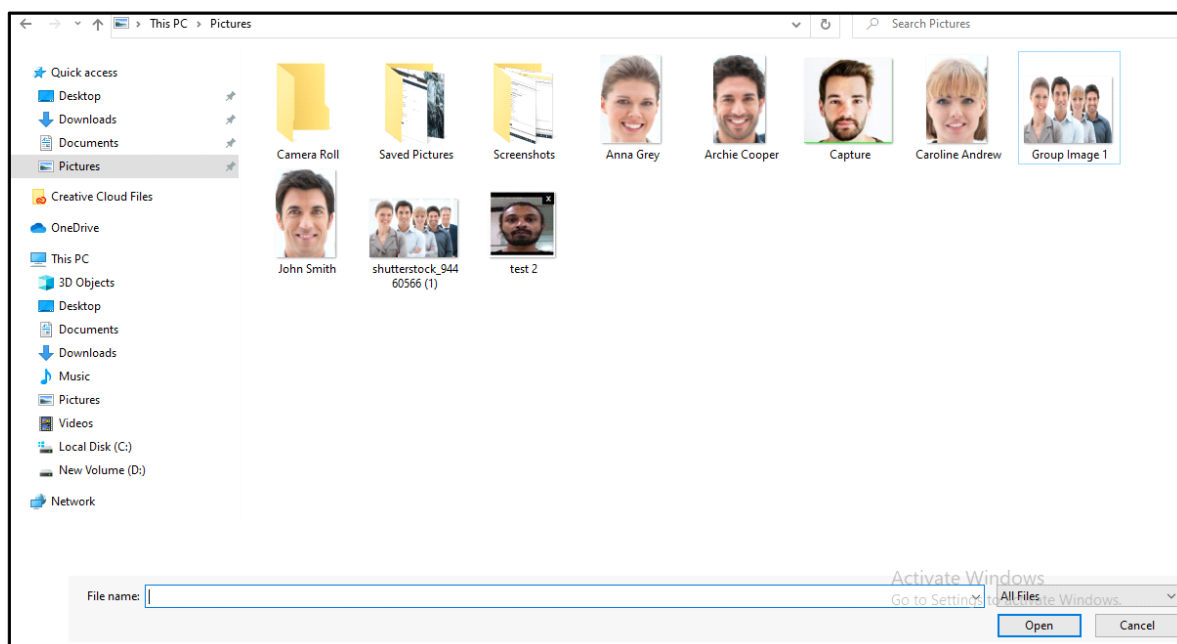 This PC > Pictures
Search Pictures
Quick access
Desktop
Downloads
Documents
Pictures
Creative Cloud Files
OneDrive
This PC
3D Objects
Desktop
Documents
Downloads
Music
Pictures
Videos
Local Disk (C:)
New Volume (D:)
Network
Camera Roll
Saved Pictures
Screenshots
Anna Grey
Archie Cooper
Capture
Caroline Andrew
Group Image 1
John Smith
shutterstock_944
60566 (1)
test 2
X
Activate Windows
Go to Settings to activate Windows.
File name:
All Files
Open
Cancel